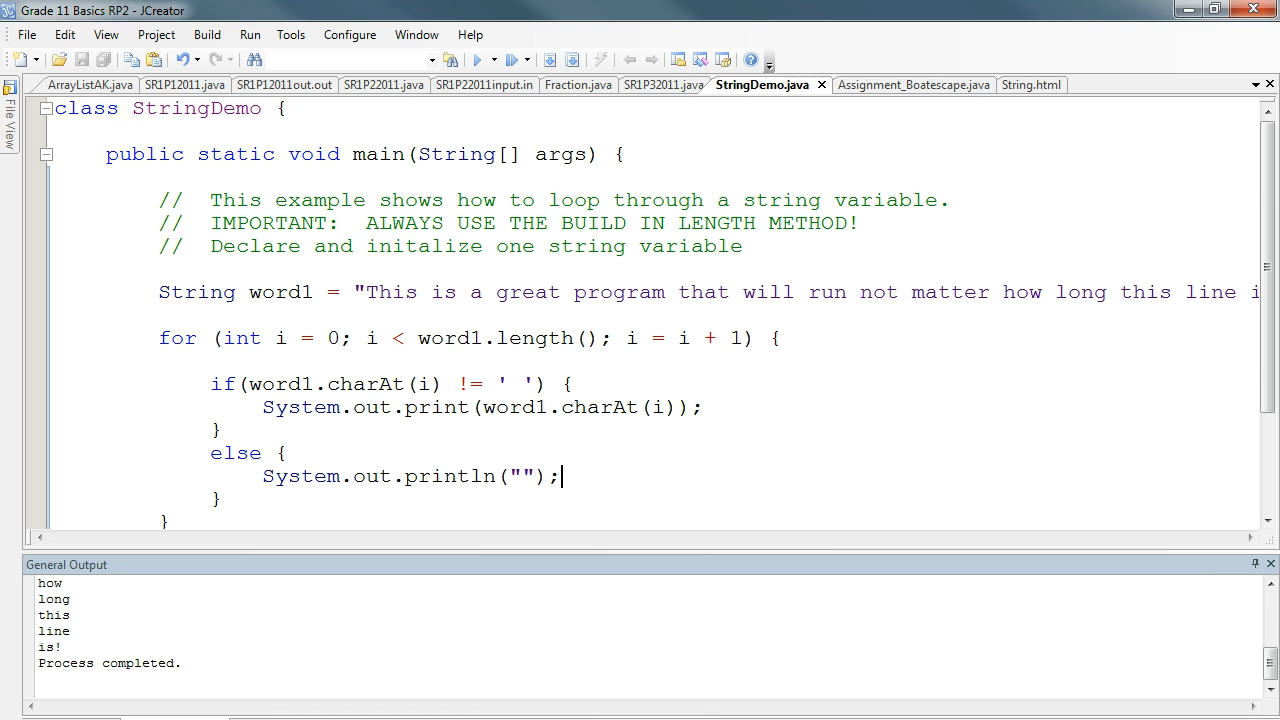 Grade 11 Basics RP2 - JCreator
File Edit View Project Build Run Tools Configure Window Help
File View
ArrayListAK.java SR1P12011.java SR1P12011out.out SR1P22011.java SR1P22011input.in Fraction.java SR1P32011.java StringDemo.java Assignment_Boatescape.java String.html
class StringDemo {
public static void main(String[] args) {
// This example shows how to loop through a string variable.
// IMPORTANT: ALWAYS USE THE BUILD IN LENGTH METHOD!
// Declare and initalize one string variable
String word1 = "This is a great program that will run not matter how long this line i
for (int i = 0; i < word1.length(); i = i + 1) {
if(word1.charAt(i) != ' ') {
System.out.print(word1.charAt(i));
}
else {
System.out.println("");
}
}
General Output
how
long
this
line
is!
Process completed.